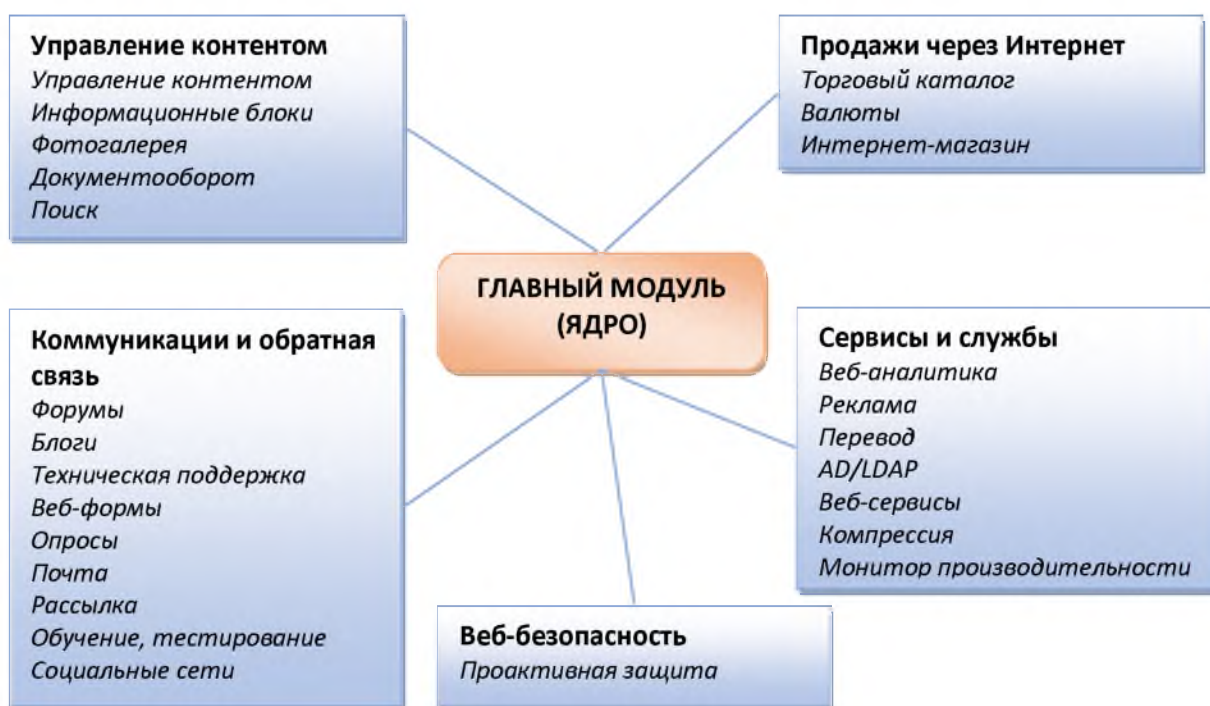 Управление контентом
Управление контентом
Информационные блоки
Фотогалерея
Документооборот
Поиск
Продажи через Интернет
Торговый каталог
Валюты
Интернет-магазин
ГЛАВНЫЙ МОДУЛЬ
(ЯДРО)
Коммуникации и обратная
связь
Форумы
Блоги
Техническая поддержка
Веб-формы
Опросы
Почта
Рассылка
Обучение, тестирование
Социальные сети
Сервисы и службы
Веб-аналитика
Реклама
Перевод
AD/LDAP
Веб-сервисы
Компрессия
Монитор производительности
Веб-безопасность
Проактивная защита